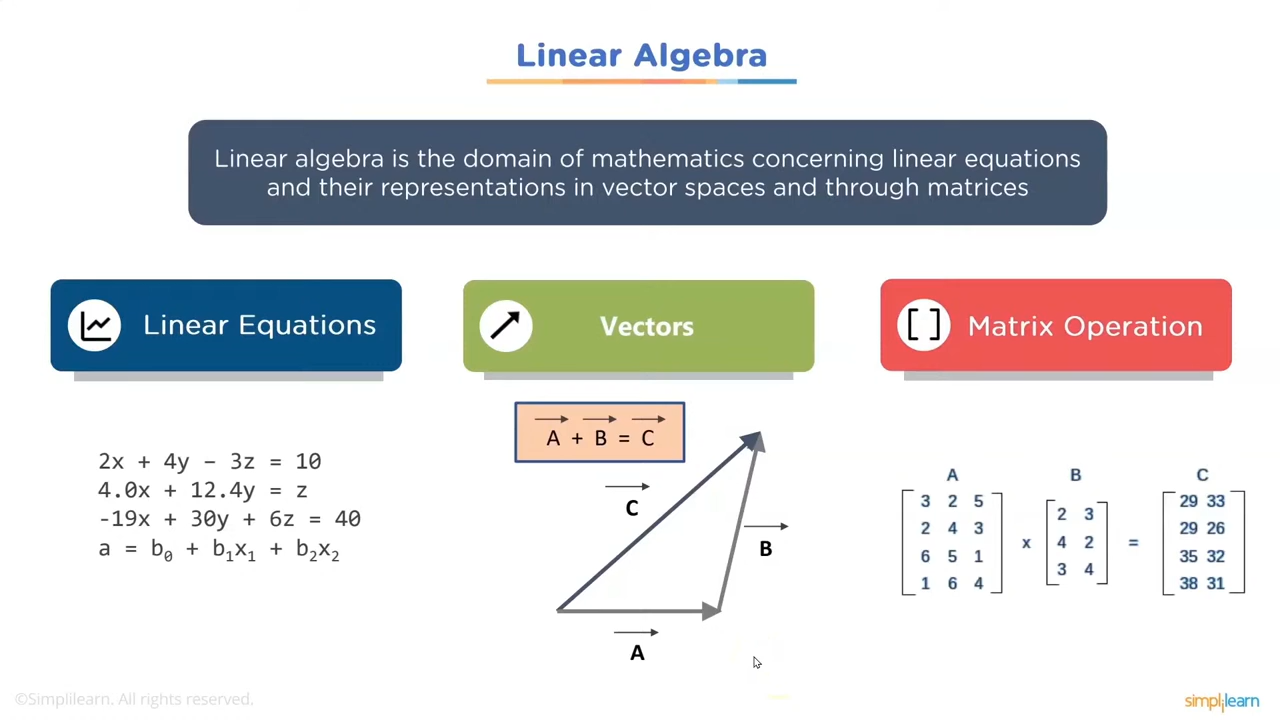 Linear Algebra
Linear algebra is the domain of mathematics concerning linear equations
and their representations in vector spaces and through matrices
Linear Equations
2x + 4y – 3z = 10
4.0x + 12.4y = z
-19x + 30y + 6z = 40
a = b₀ + b₁x₁ + b₂x₂
Vectors
A + B = C
C
B
A
[ ] Matrix Operation
A B C
3 2 5
2 4 3
6 5 1
1 6 4
x
2 3
4 2
3 4
=
29 33
29 26
35 32
38 31
©Simplilearn. All rights reserved.
simplilearn